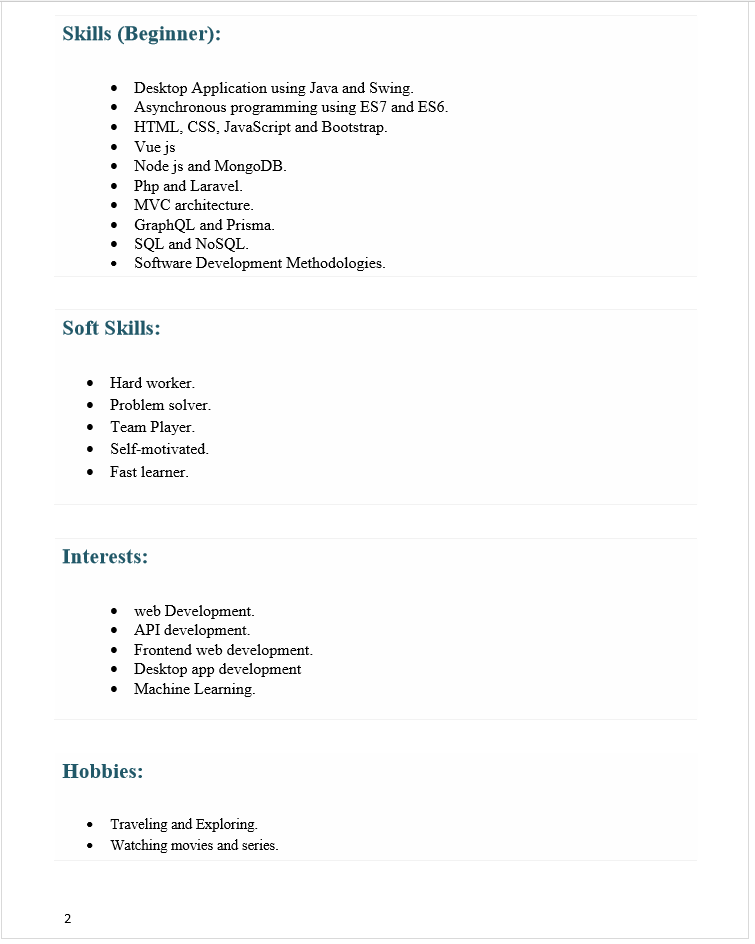 Skills (Beginner):
• Desktop Application using Java and Swing.
• Asynchronous programming using ES7 and ES6.
• HTML, CSS, JavaScript and Bootstrap.
• Vue js
• Node js and MongoDB.
• Php and Laravel.
• MVC architecture.
• GraphQL and Prisma.
• SQL and NoSQL.
• Software Development Methodologies.
Soft Skills:
• Hard worker.
• Problem solver.
• Team Player.
• Self-motivated.
• Fast learner.
Interests:
• web Development.
• API development.
• Frontend web development.
• Desktop app development
• Machine Learning.
Hobbies:
• Traveling and Exploring.
• Watching movies and series.
2